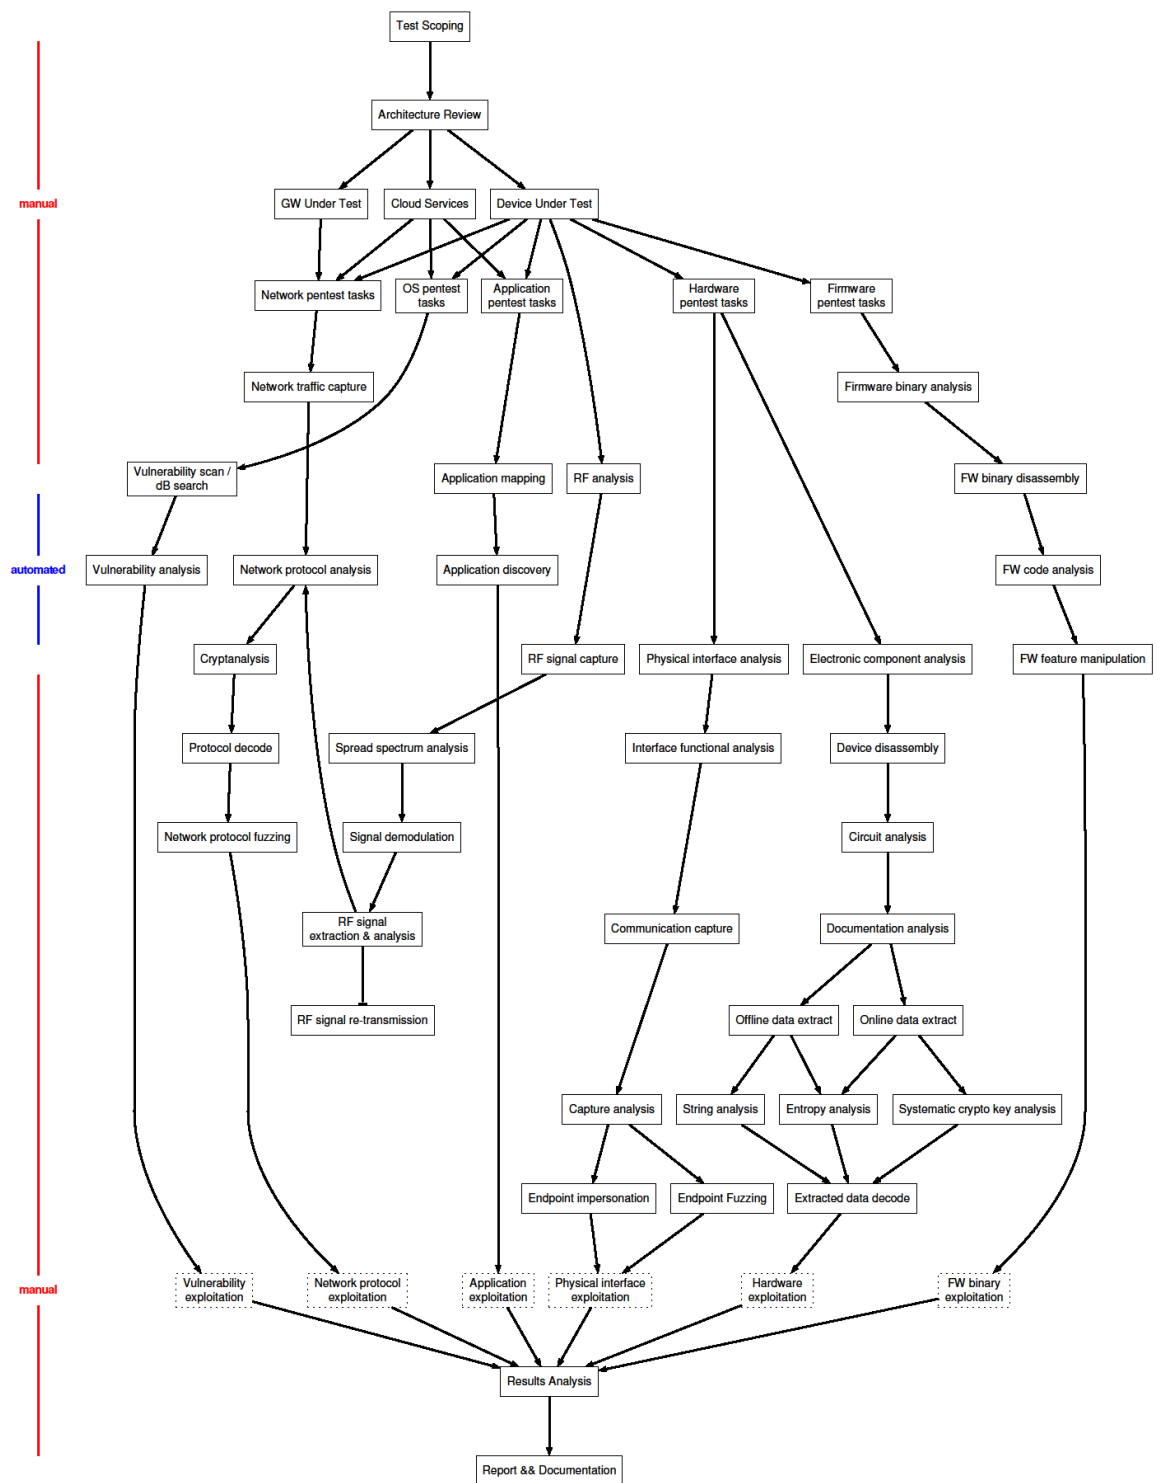 Test Scoping
Architecture Review
manual
GW Under Test
Cloud Services
Device Under Test
Network pentest tasks
OS pentest
tasks
Application
pentest tasks
Hardware
pentest tasks
Firmware
pentest tasks
Network traffic capture
Firmware binary analysis
Vulnerability scan /
dB search
Application mapping
RF analysis
FW binary disassembly
automated
Vulnerability analysis
Network protocol analysis
Application discovery
FW code analysis
Cryptanalysis
RF signal capture
Physical interface analysis
Electronic component analysis
FW feature manipulation
Protocol decode
Spread spectrum analysis
Interface functional analysis
Device disassembly
Network protocol fuzzing
Signal demodulation
Circuit analysis
RF signal
extraction & analysis
Communication capture
Documentation analysis
RF signal re-transmission
Offline data extract
Online data extract
Capture analysis
String analysis
Entropy analysis
Systematic crypto key analysis
Endpoint impersonation
Endpoint Fuzzing
Extracted data decode
manual
Vulnerability
exploitation
Network protocol
exploitation
Application
exploitation
Physical interface
exploitation
Hardware
exploitation
FW binary
exploitation
Results Analysis
Report && Documentation